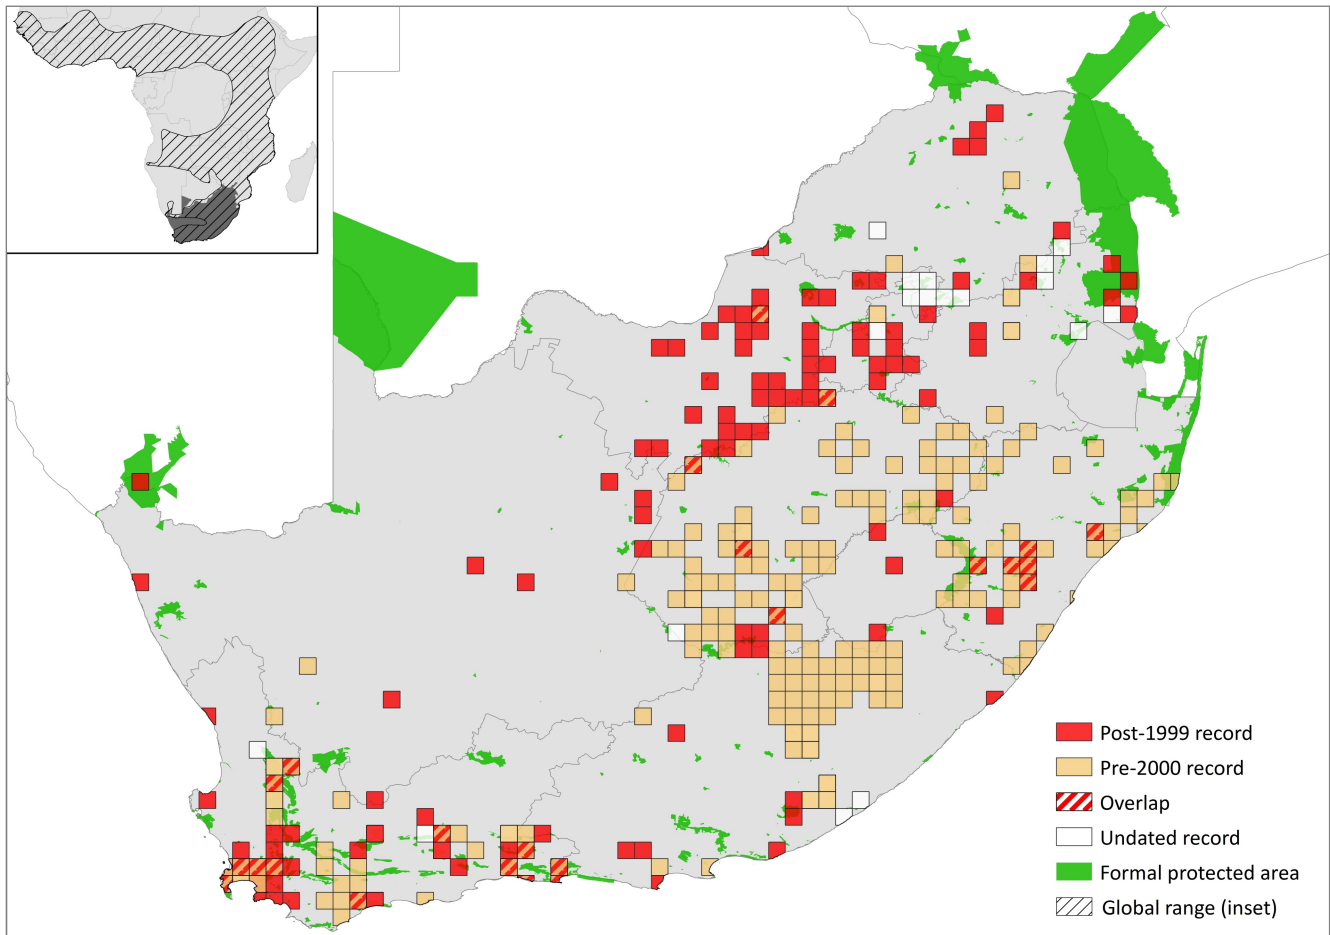 Post-1999 record
Pre-2000 record
Overlap
Undated record
Formal protected area
Global range (inset)